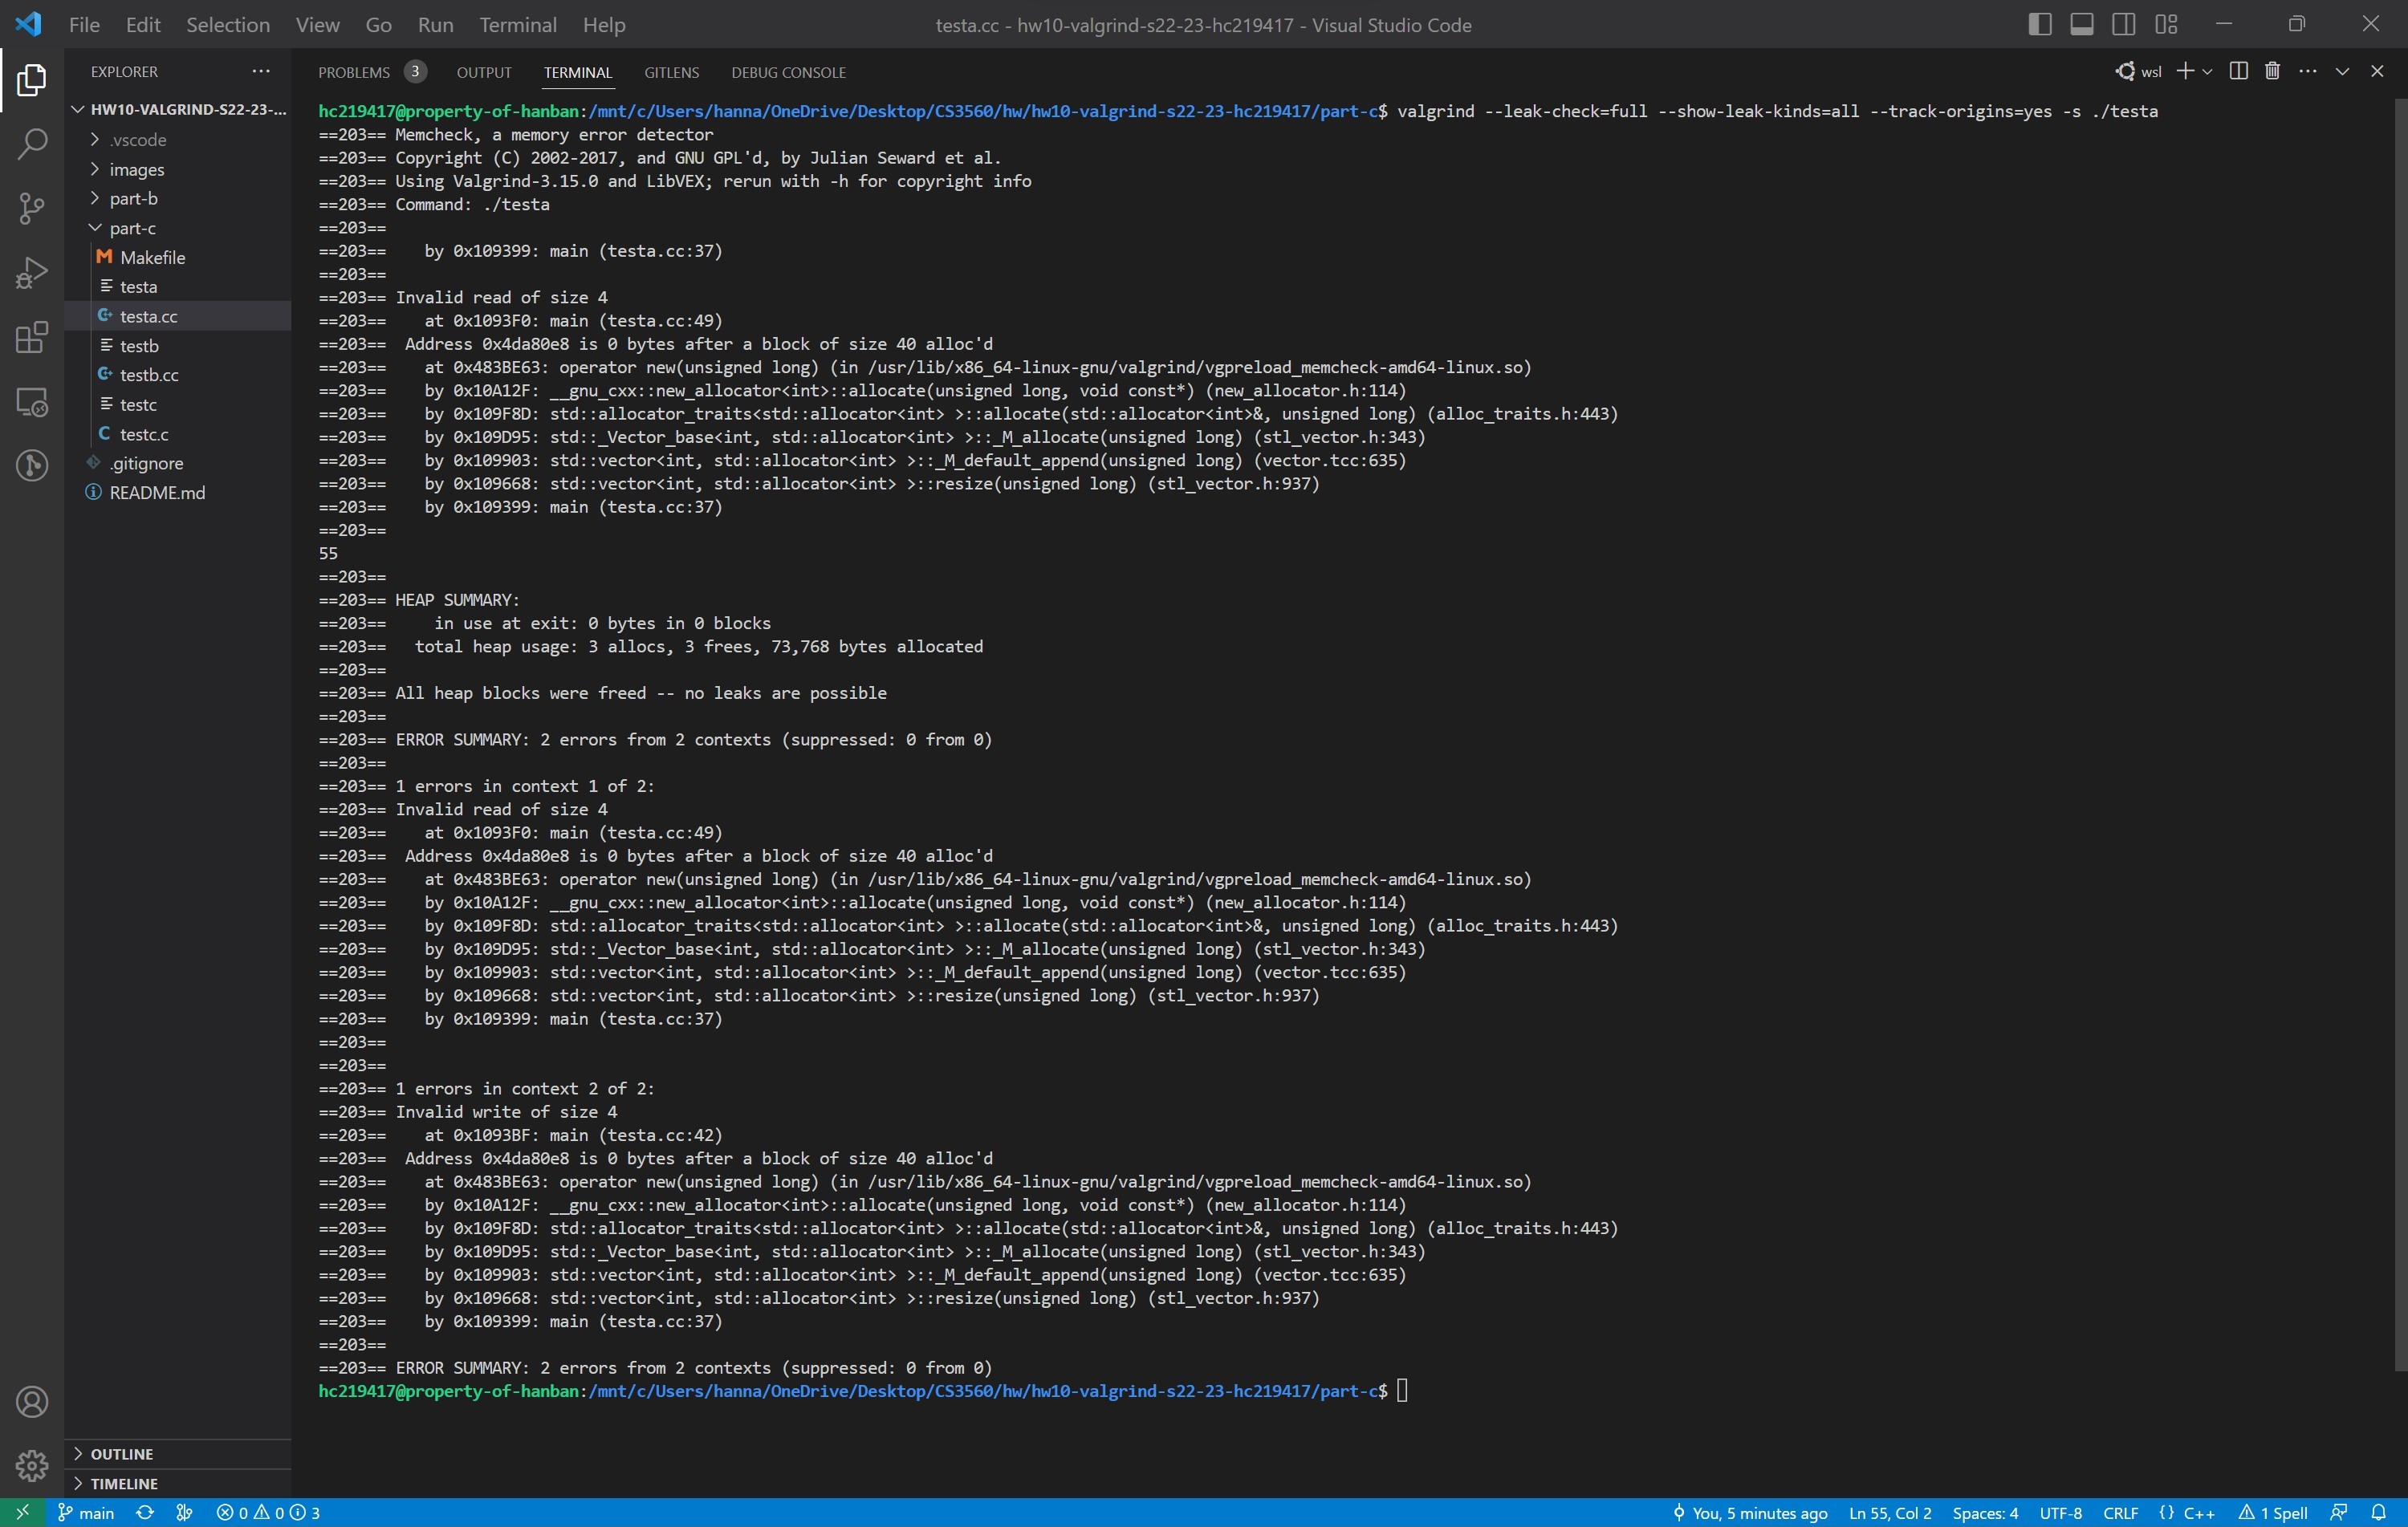 File Edit Selection View Go Run Terminal Help
testa.cc - hw10-valgrind-s22-23-hc219417 - Visual Studio Code
EXPLORER
HW10-VALGRIND-S22-23-...
.vscode
images
part-b
part-c
Makefile
testa
testa.cc
testb
testb.cc
testc
testc.c
.gitignore
README.md
OUTLINE
TIMELINE
PROBLEMS 3 OUTPUT TERMINAL GITLENS DEBUG CONSOLE
wsl
hc219417@property-of-hanban:/mnt/c/Users/hanna/OneDrive/Desktop/CS3560/hw/hw10-valgrind-s22-23-hc219417/part-c$ valgrind --leak-check=full --show-leak-kinds=all --track-origins=yes -s ./testa
==203== Memcheck, a memory error detector
==203== Copyright (C) 2002-2017, and GNU GPL'd, by Julian Seward et al.
==203== Using Valgrind-3.15.0 and LibVEX; rerun with -h for copyright info
==203== Command: ./testa
==203==
==203==    by 0x109399: main (testa.cc:37)
==203==
==203== Invalid read of size 4
==203==    at 0x1093F0: main (testa.cc:49)
==203==  Address 0x4da80e8 is 0 bytes after a block of size 40 alloc'd
==203==    at 0x483BE63: operator new(unsigned long) (in /usr/lib/x86_64-linux-gnu/valgrind/vgpreload_memcheck-amd64-linux.so)
==203==    by 0x10A12F: __gnu_cxx::new_allocator<int>::allocate(unsigned long, void const*) (new_allocator.h:114)
==203==    by 0x109F8D: std::allocator_traits<std::allocator<int> >::allocate(std::allocator<int>&, unsigned long) (alloc_traits.h:443)
==203==    by 0x109D95: std::_Vector_base<int, std::allocator<int> >::_M_allocate(unsigned long) (stl_vector.h:343)
==203==    by 0x109903: std::vector<int, std::allocator<int> >::_M_default_append(unsigned long) (vector.tcc:635)
==203==    by 0x109668: std::vector<int, std::allocator<int> >::resize(unsigned long) (stl_vector.h:937)
==203==    by 0x109399: main (testa.cc:37)
==203==
55
==203==
==203== HEAP SUMMARY:
==203==     in use at exit: 0 bytes in 0 blocks
==203==   total heap usage: 3 allocs, 3 frees, 73,768 bytes allocated
==203==
==203== All heap blocks were freed -- no leaks are possible
==203==
==203== ERROR SUMMARY: 2 errors from 2 contexts (suppressed: 0 from 0)
==203==
==203== 1 errors in context 1 of 2:
==203== Invalid read of size 4
==203==    at 0x1093F0: main (testa.cc:49)
==203==  Address 0x4da80e8 is 0 bytes after a block of size 40 alloc'd
==203==    at 0x483BE63: operator new(unsigned long) (in /usr/lib/x86_64-linux-gnu/valgrind/vgpreload_memcheck-amd64-linux.so)
==203==    by 0x10A12F: __gnu_cxx::new_allocator<int>::allocate(unsigned long, void const*) (new_allocator.h:114)
==203==    by 0x109F8D: std::allocator_traits<std::allocator<int> >::allocate(std::allocator<int>&, unsigned long) (alloc_traits.h:443)
==203==    by 0x109D95: std::_Vector_base<int, std::allocator<int> >::_M_allocate(unsigned long) (stl_vector.h:343)
==203==    by 0x109903: std::vector<int, std::allocator<int> >::_M_default_append(unsigned long) (vector.tcc:635)
==203==    by 0x109668: std::vector<int, std::allocator<int> >::resize(unsigned long) (stl_vector.h:937)
==203==    by 0x109399: main (testa.cc:37)
==203==
==203==
==203== 1 errors in context 2 of 2:
==203== Invalid write of size 4
==203==    at 0x1093BF: main (testa.cc:42)
==203==  Address 0x4da80e8 is 0 bytes after a block of size 40 alloc'd
==203==    at 0x483BE63: operator new(unsigned long) (in /usr/lib/x86_64-linux-gnu/valgrind/vgpreload_memcheck-amd64-linux.so)
==203==    by 0x10A12F: __gnu_cxx::new_allocator<int>::allocate(unsigned long, void const*) (new_allocator.h:114)
==203==    by 0x109F8D: std::allocator_traits<std::allocator<int> >::allocate(std::allocator<int>&, unsigned long) (alloc_traits.h:443)
==203==    by 0x109D95: std::_Vector_base<int, std::allocator<int> >::_M_allocate(unsigned long) (stl_vector.h:343)
==203==    by 0x109903: std::vector<int, std::allocator<int> >::_M_default_append(unsigned long) (vector.tcc:635)
==203==    by 0x109668: std::vector<int, std::allocator<int> >::resize(unsigned long) (stl_vector.h:937)
==203==    by 0x109399: main (testa.cc:37)
==203==
==203== ERROR SUMMARY: 2 errors from 2 contexts (suppressed: 0 from 0)
hc219417@property-of-hanban:/mnt/c/Users/hanna/OneDrive/Desktop/CS3560/hw/hw10-valgrind-s22-23-hc219417/part-c$
main 0 0 3 You, 5 minutes ago Ln 55, Col 2 Spaces: 4 UTF-8 CRLF {} C++ 1 Spell